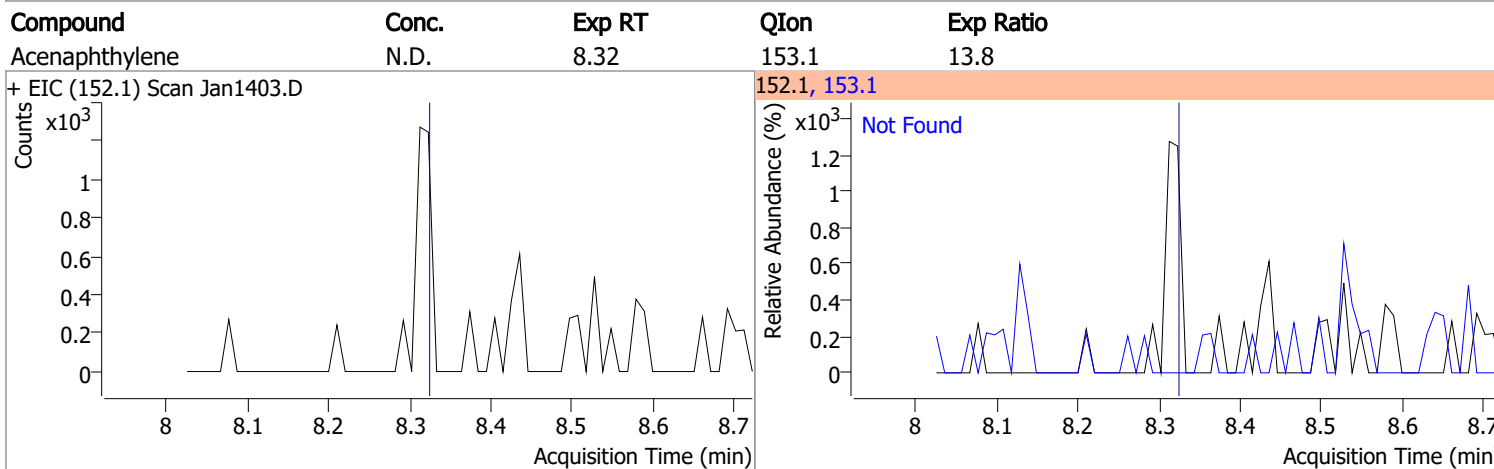 Compound Conc. Exp RT QIon Exp Ratio
Acenaphthylene N.D. 8.32 153.1 13.8
+ EIC (152.1) Scan Jan1403.D
Counts
x10³
1
0.8
0.6
0.4
0.2
0
8 8.1 8.2 8.3 8.4 8.5 8.6 8.7
Acquisition Time (min)
152.1, 153.1
Relative Abundance (%)
x10³
Not Found
1.2
1
0.8
0.6
0.4
0.2
0
8 8.1 8.2 8.3 8.4 8.5 8.6 8.7
Acquisition Time (min